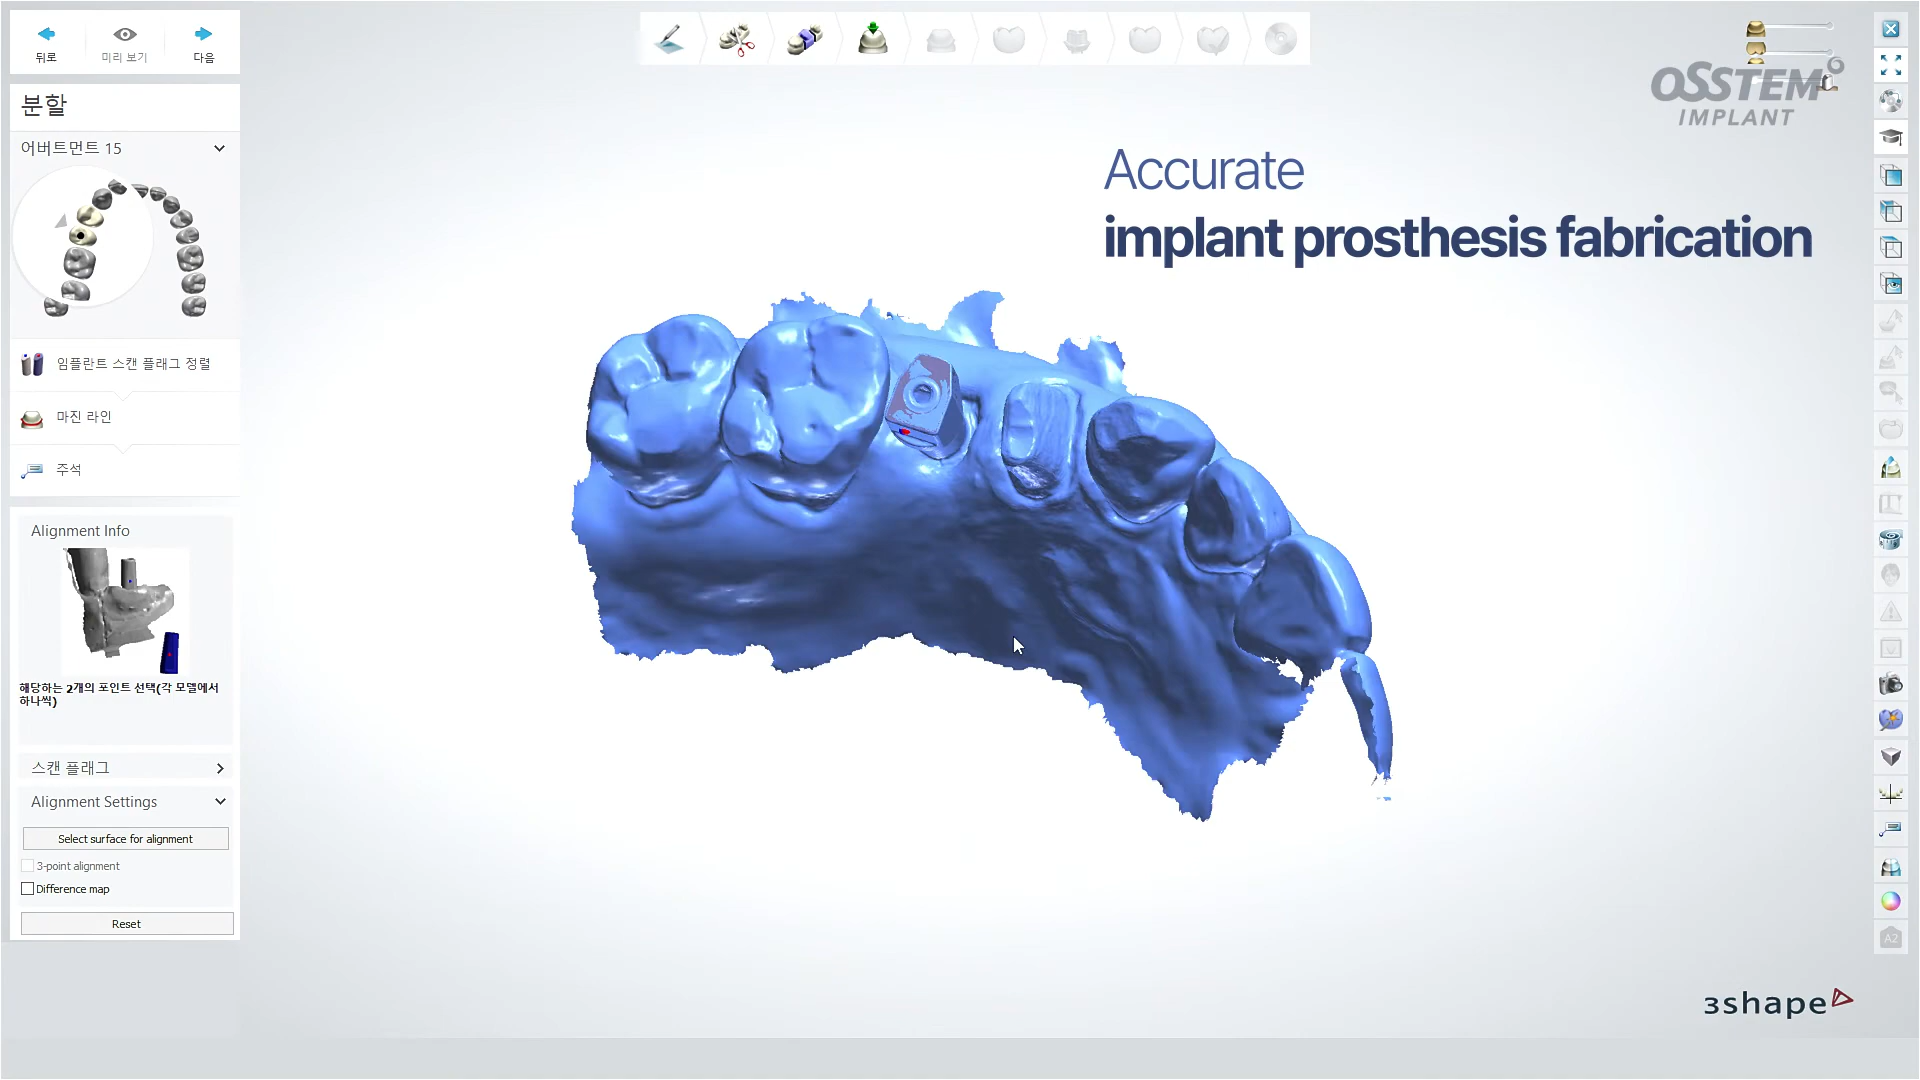 뒤로
미리 보기
다음
분할
어버트먼트 15
임플란트 스캔 플래그 정렬
마진 라인
주석
Alignment Info
해당하는 2개의 포인트 선택(각 모델에서
하나씩)
스캔 플래그
Alignment Settings
Select surface for alignment
3-point alignment
Difference map
Reset
OSSTEM
IMPLANT
Accurate
implant prosthesis fabrication
A2
3shape